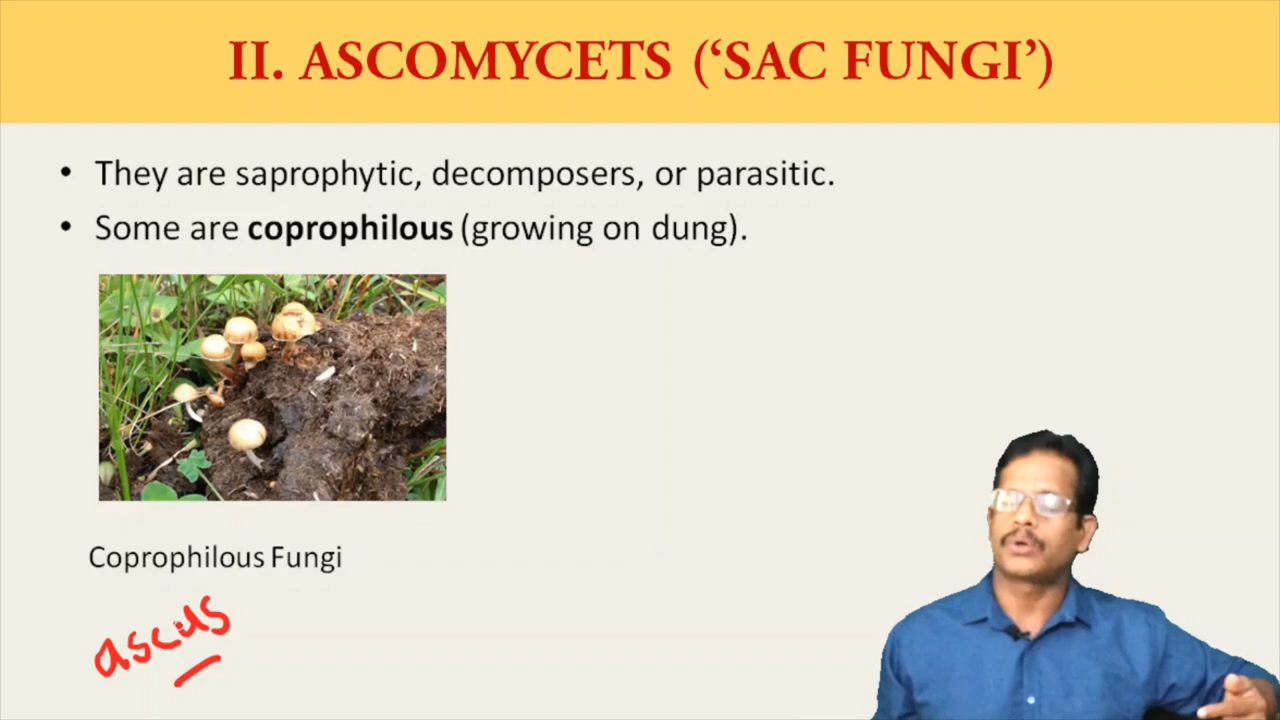 II. ASCOMYCETS (‘SAC FUNGI’)
• They are saprophytic, decomposers, or parasitic.
• Some are coprophilous (growing on dung).
Coprophilous Fungi
ascus